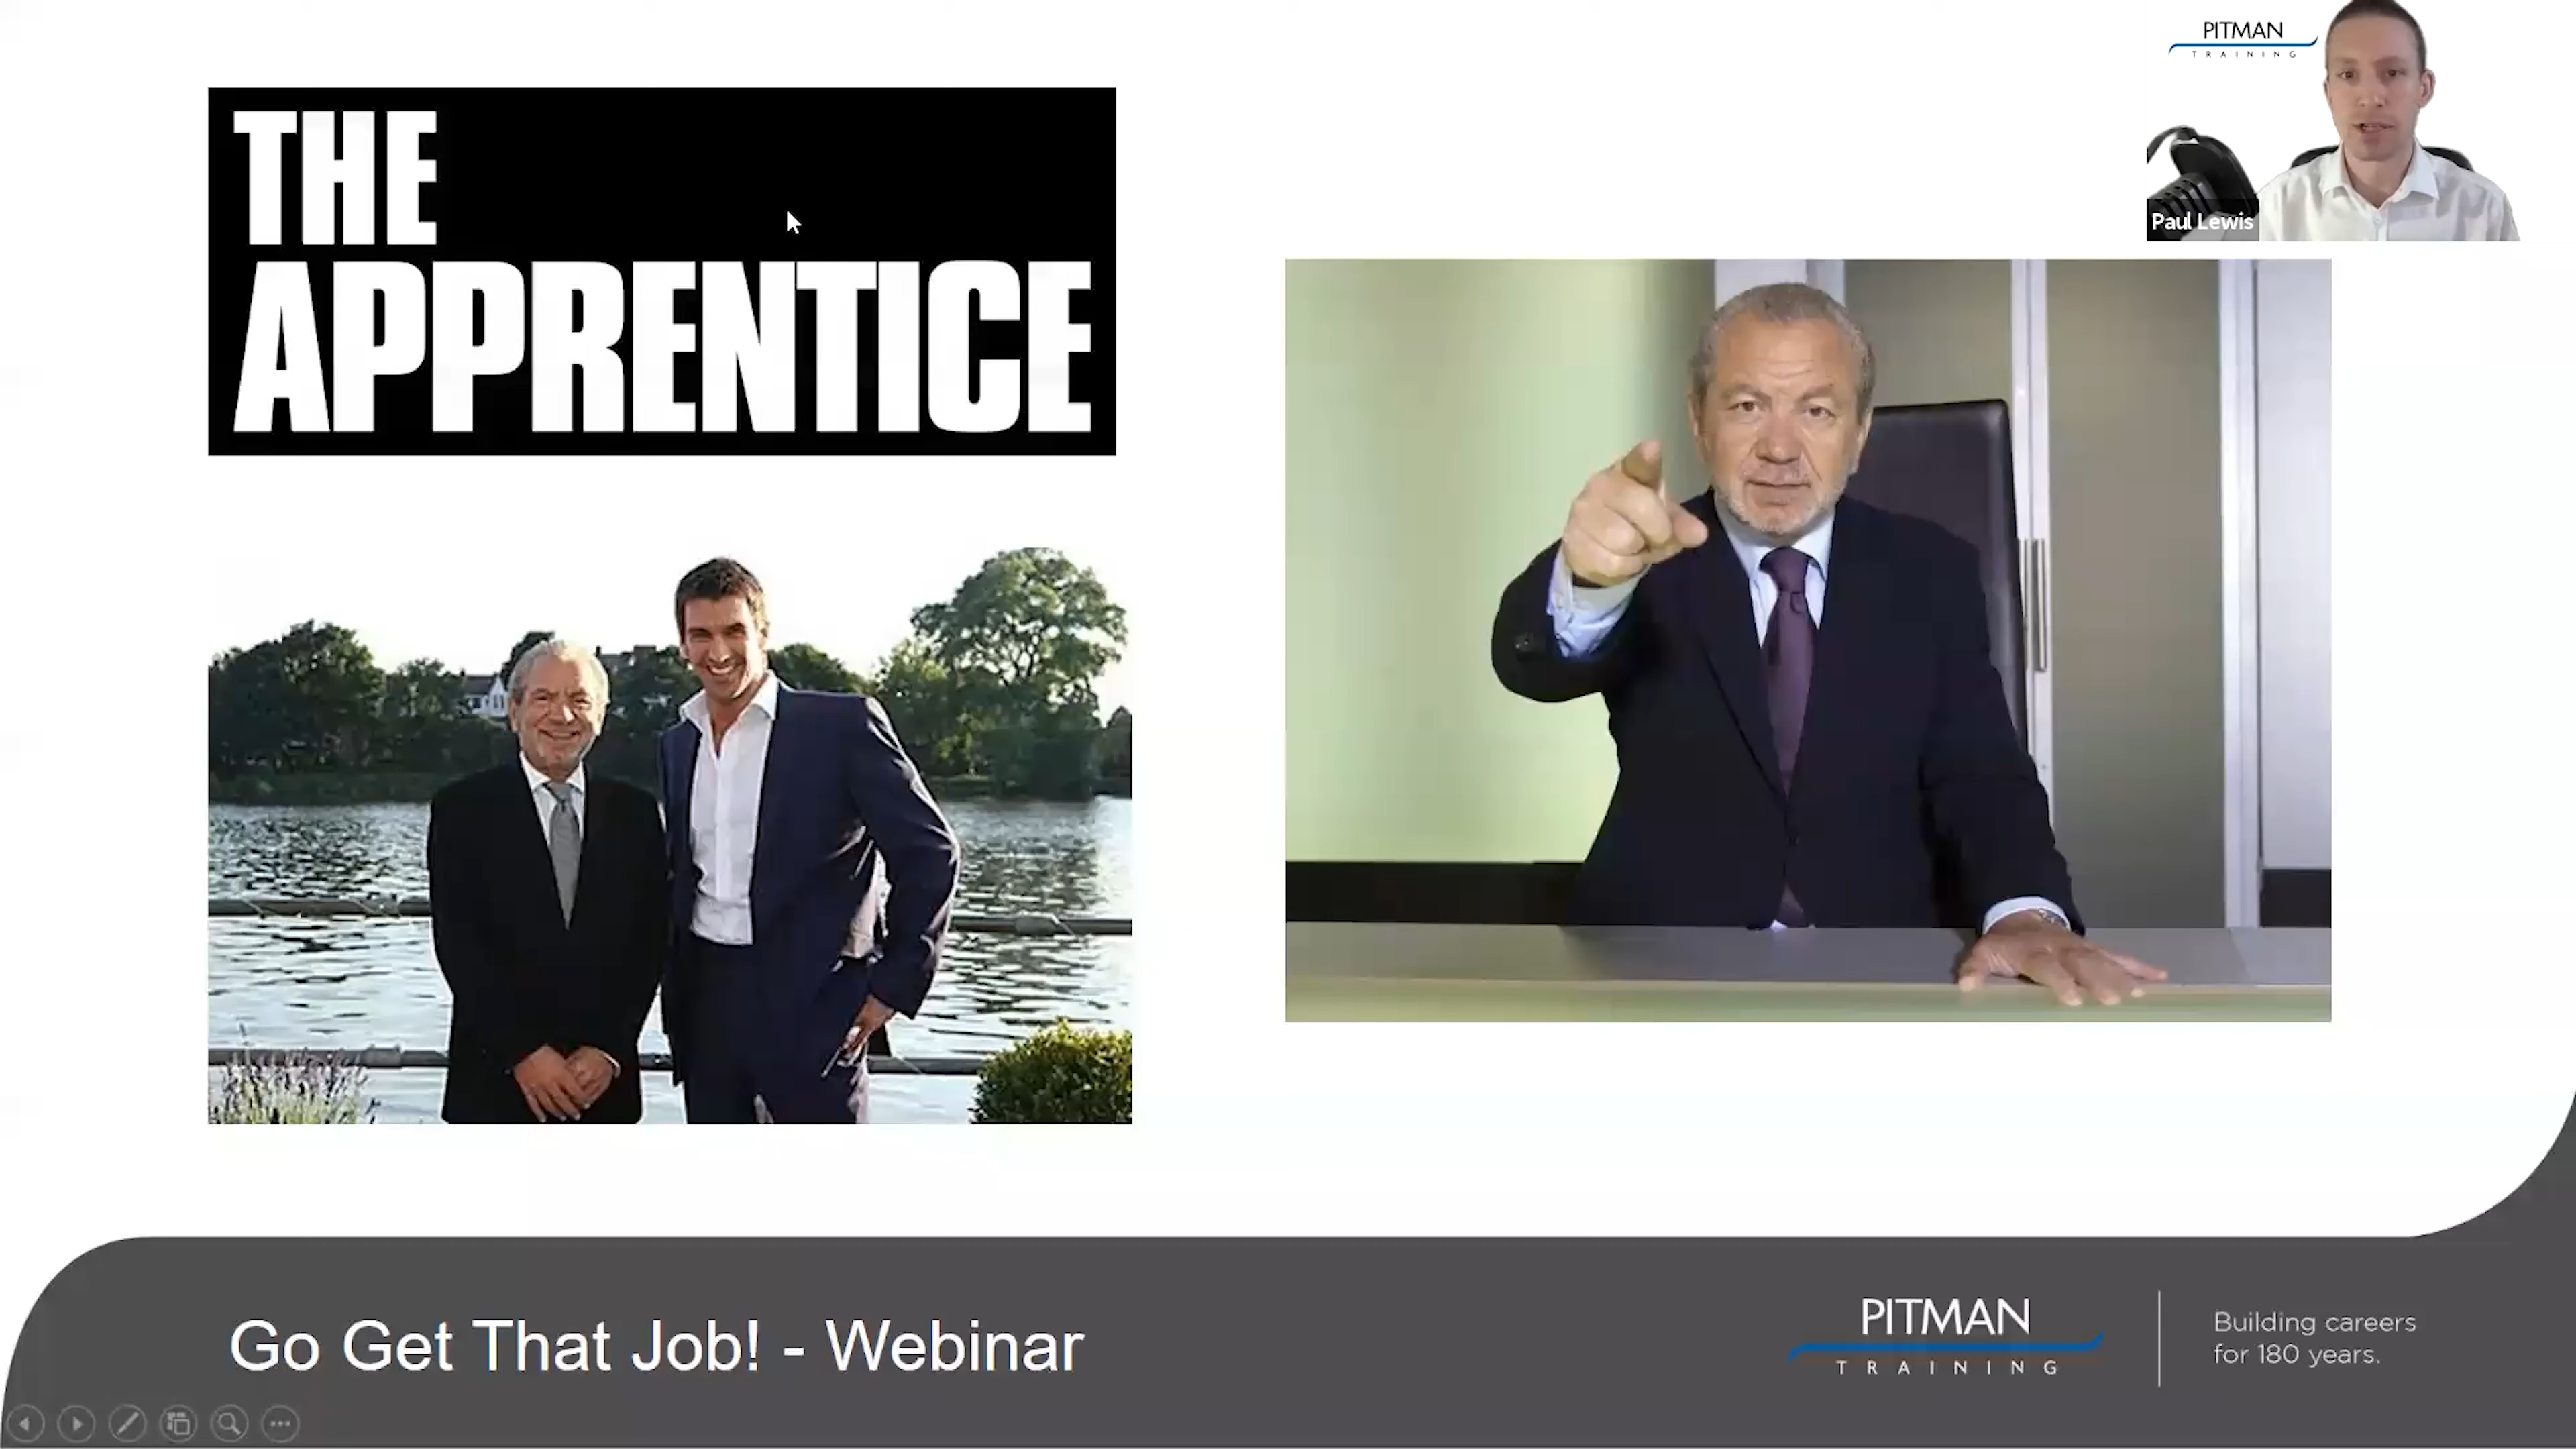 PITMAN
TRAINING
Paul Lewis
THE
APPRENTICE
Go Get That Job! - Webinar
PITMAN
TRAINING
Building careers
for 180 years.